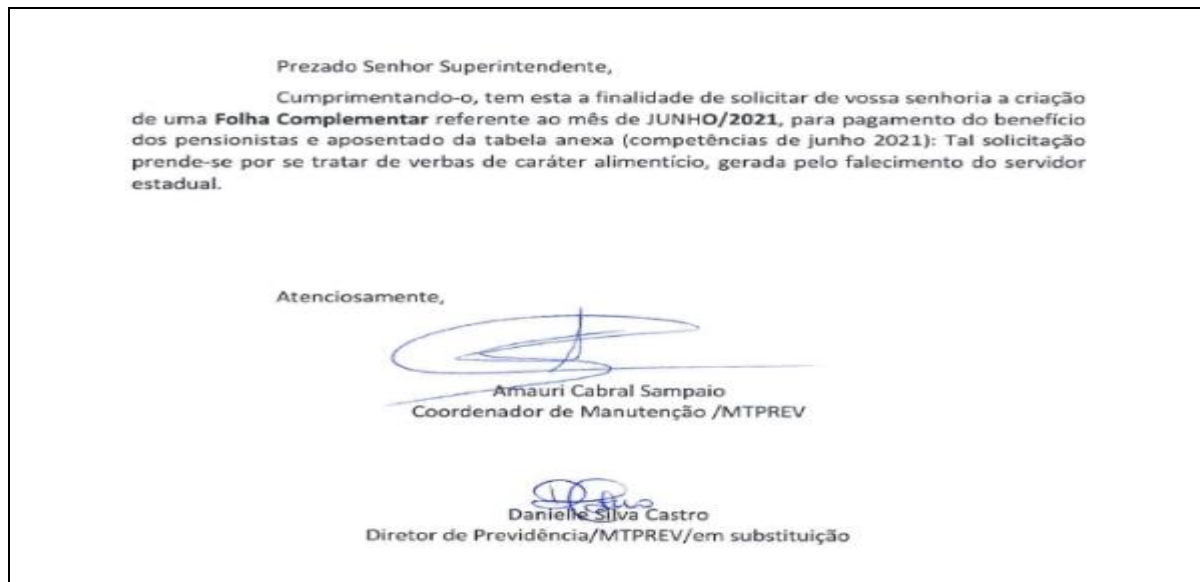 Prezado Senhor Superintendente,
Cumprimentando-o, tem esta a finalidade de solicitar de vossa senhoria a criação
de uma Folha Complementar referente ao mês de JUNHO/2021, para pagamento do benefício
dos pensionistas e aposentado da tabela anexa (competências de junho 2021): Tal solicitação
prende-se por se tratar de verbas de caráter alimentício, gerada pelo falecimento do servidor
estadual.
Atenciosamente,
Amauri Cabral Sampaio
Coordenador de Manutenção /MTPREV
Danielle Silva Castro
Diretor de Previdência/MTPREV/em substituição